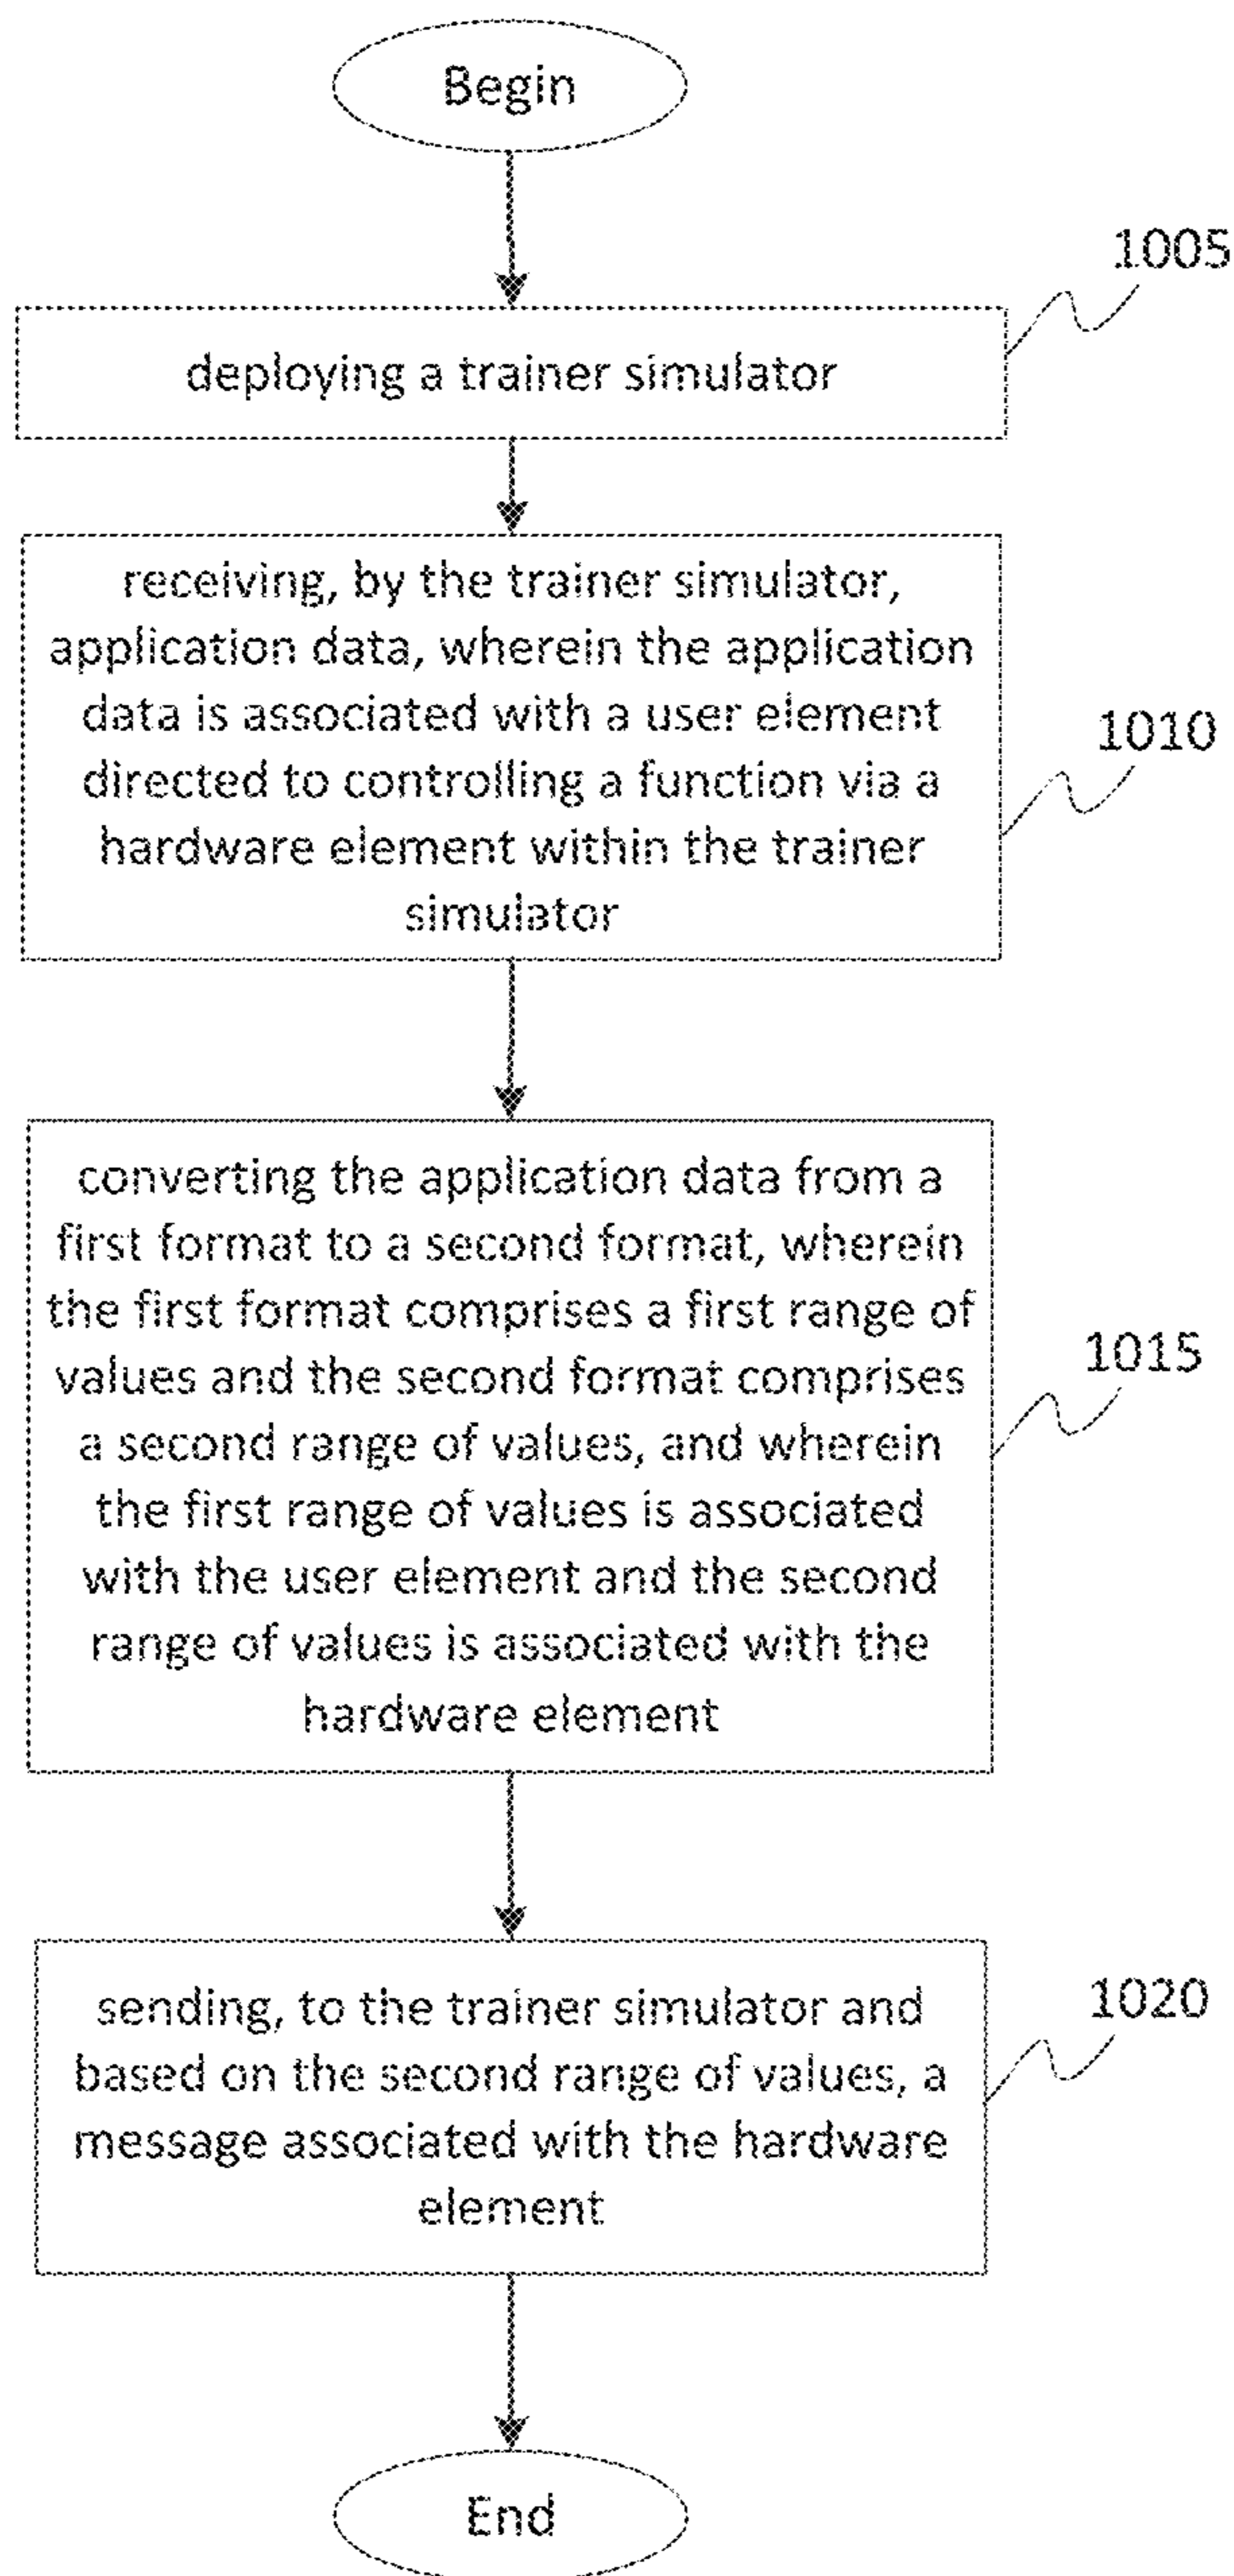 Begin
1005
deploying a trainer simulator
receiving, by the trainer simulator,
application data, wherein the application
data is associated with a user element
directed to controlling a function via a
hardware element within the trainer
simulator
1010
converting the application data from a
first format to a second format, wherein
the first format comprises a first range of
values and the second format comprises
a second range of values, and wherein
the first range of values is associated
with the user element and the second
range of values is associated with the
hardware element
1015
sending, to the trainer simulator and
based on the second range of values, a
message associated with the hardware
element
1020
End